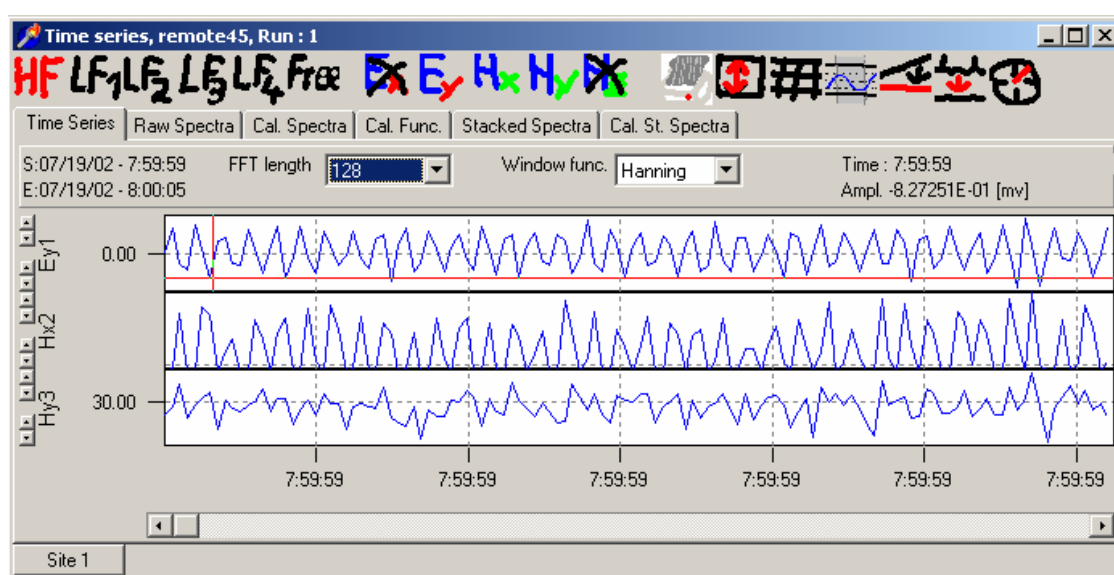 Time series, remote45, Run : 1
HF LF1 LF2 LF3 LF4 Free Ex Ey Hx Hy Hz
Time Series Raw Spectra Cal. Spectra Cal. Func. Stacked Spectra Cal. St. Spectra
S:07/19/02 - 7:59:59 FFT length 128 Window func. Hanning Time : 7:59:59
E:07/19/02 - 8:00:05 Ampl. -8.27251E-01 [mv]
Ey1 0.00
Hx2
Hy3 30.00
7:59:59 7:59:59 7:59:59 7:59:59 7:59:59 7:59:59
Site 1